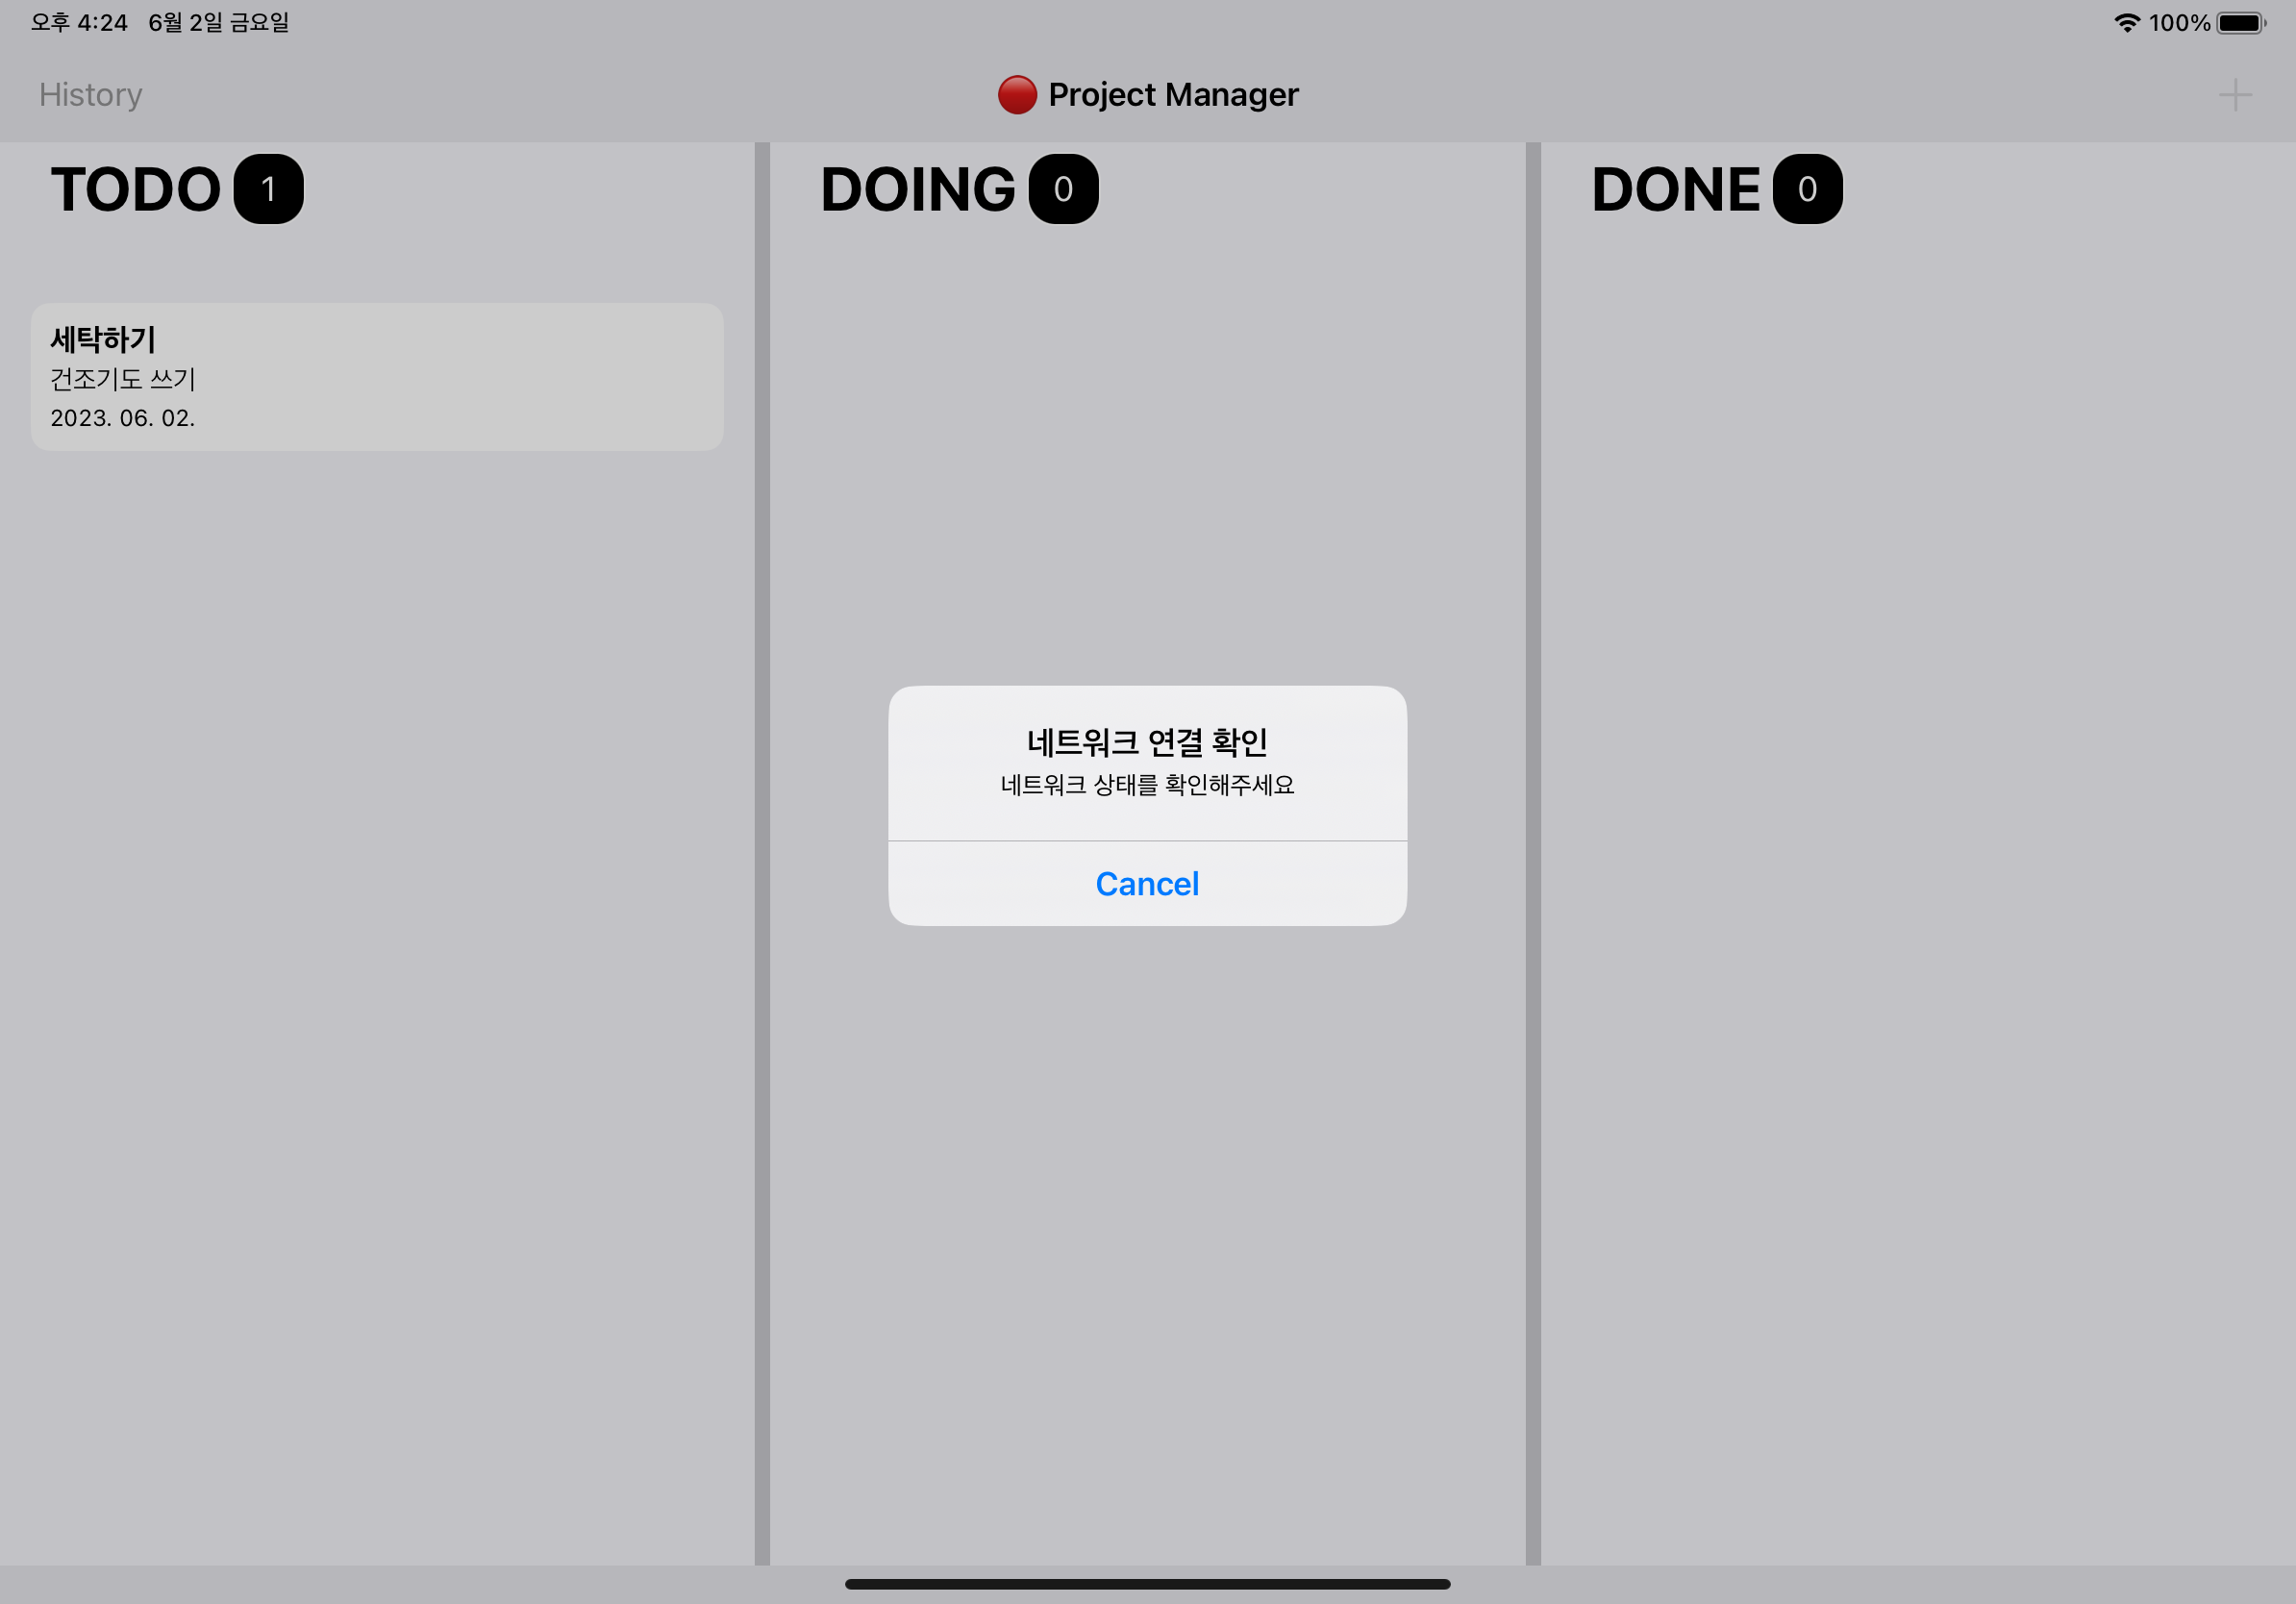 오후 4:24 6월 2일 금요일 100%
History 🔴 Project Manager +
TODO 1
DOING 0
DONE 0
세탁하기
건조기도 쓰기
2023. 06. 02.
네트워크 연결 확인
네트워크 상태를 확인해주세요
Cancel